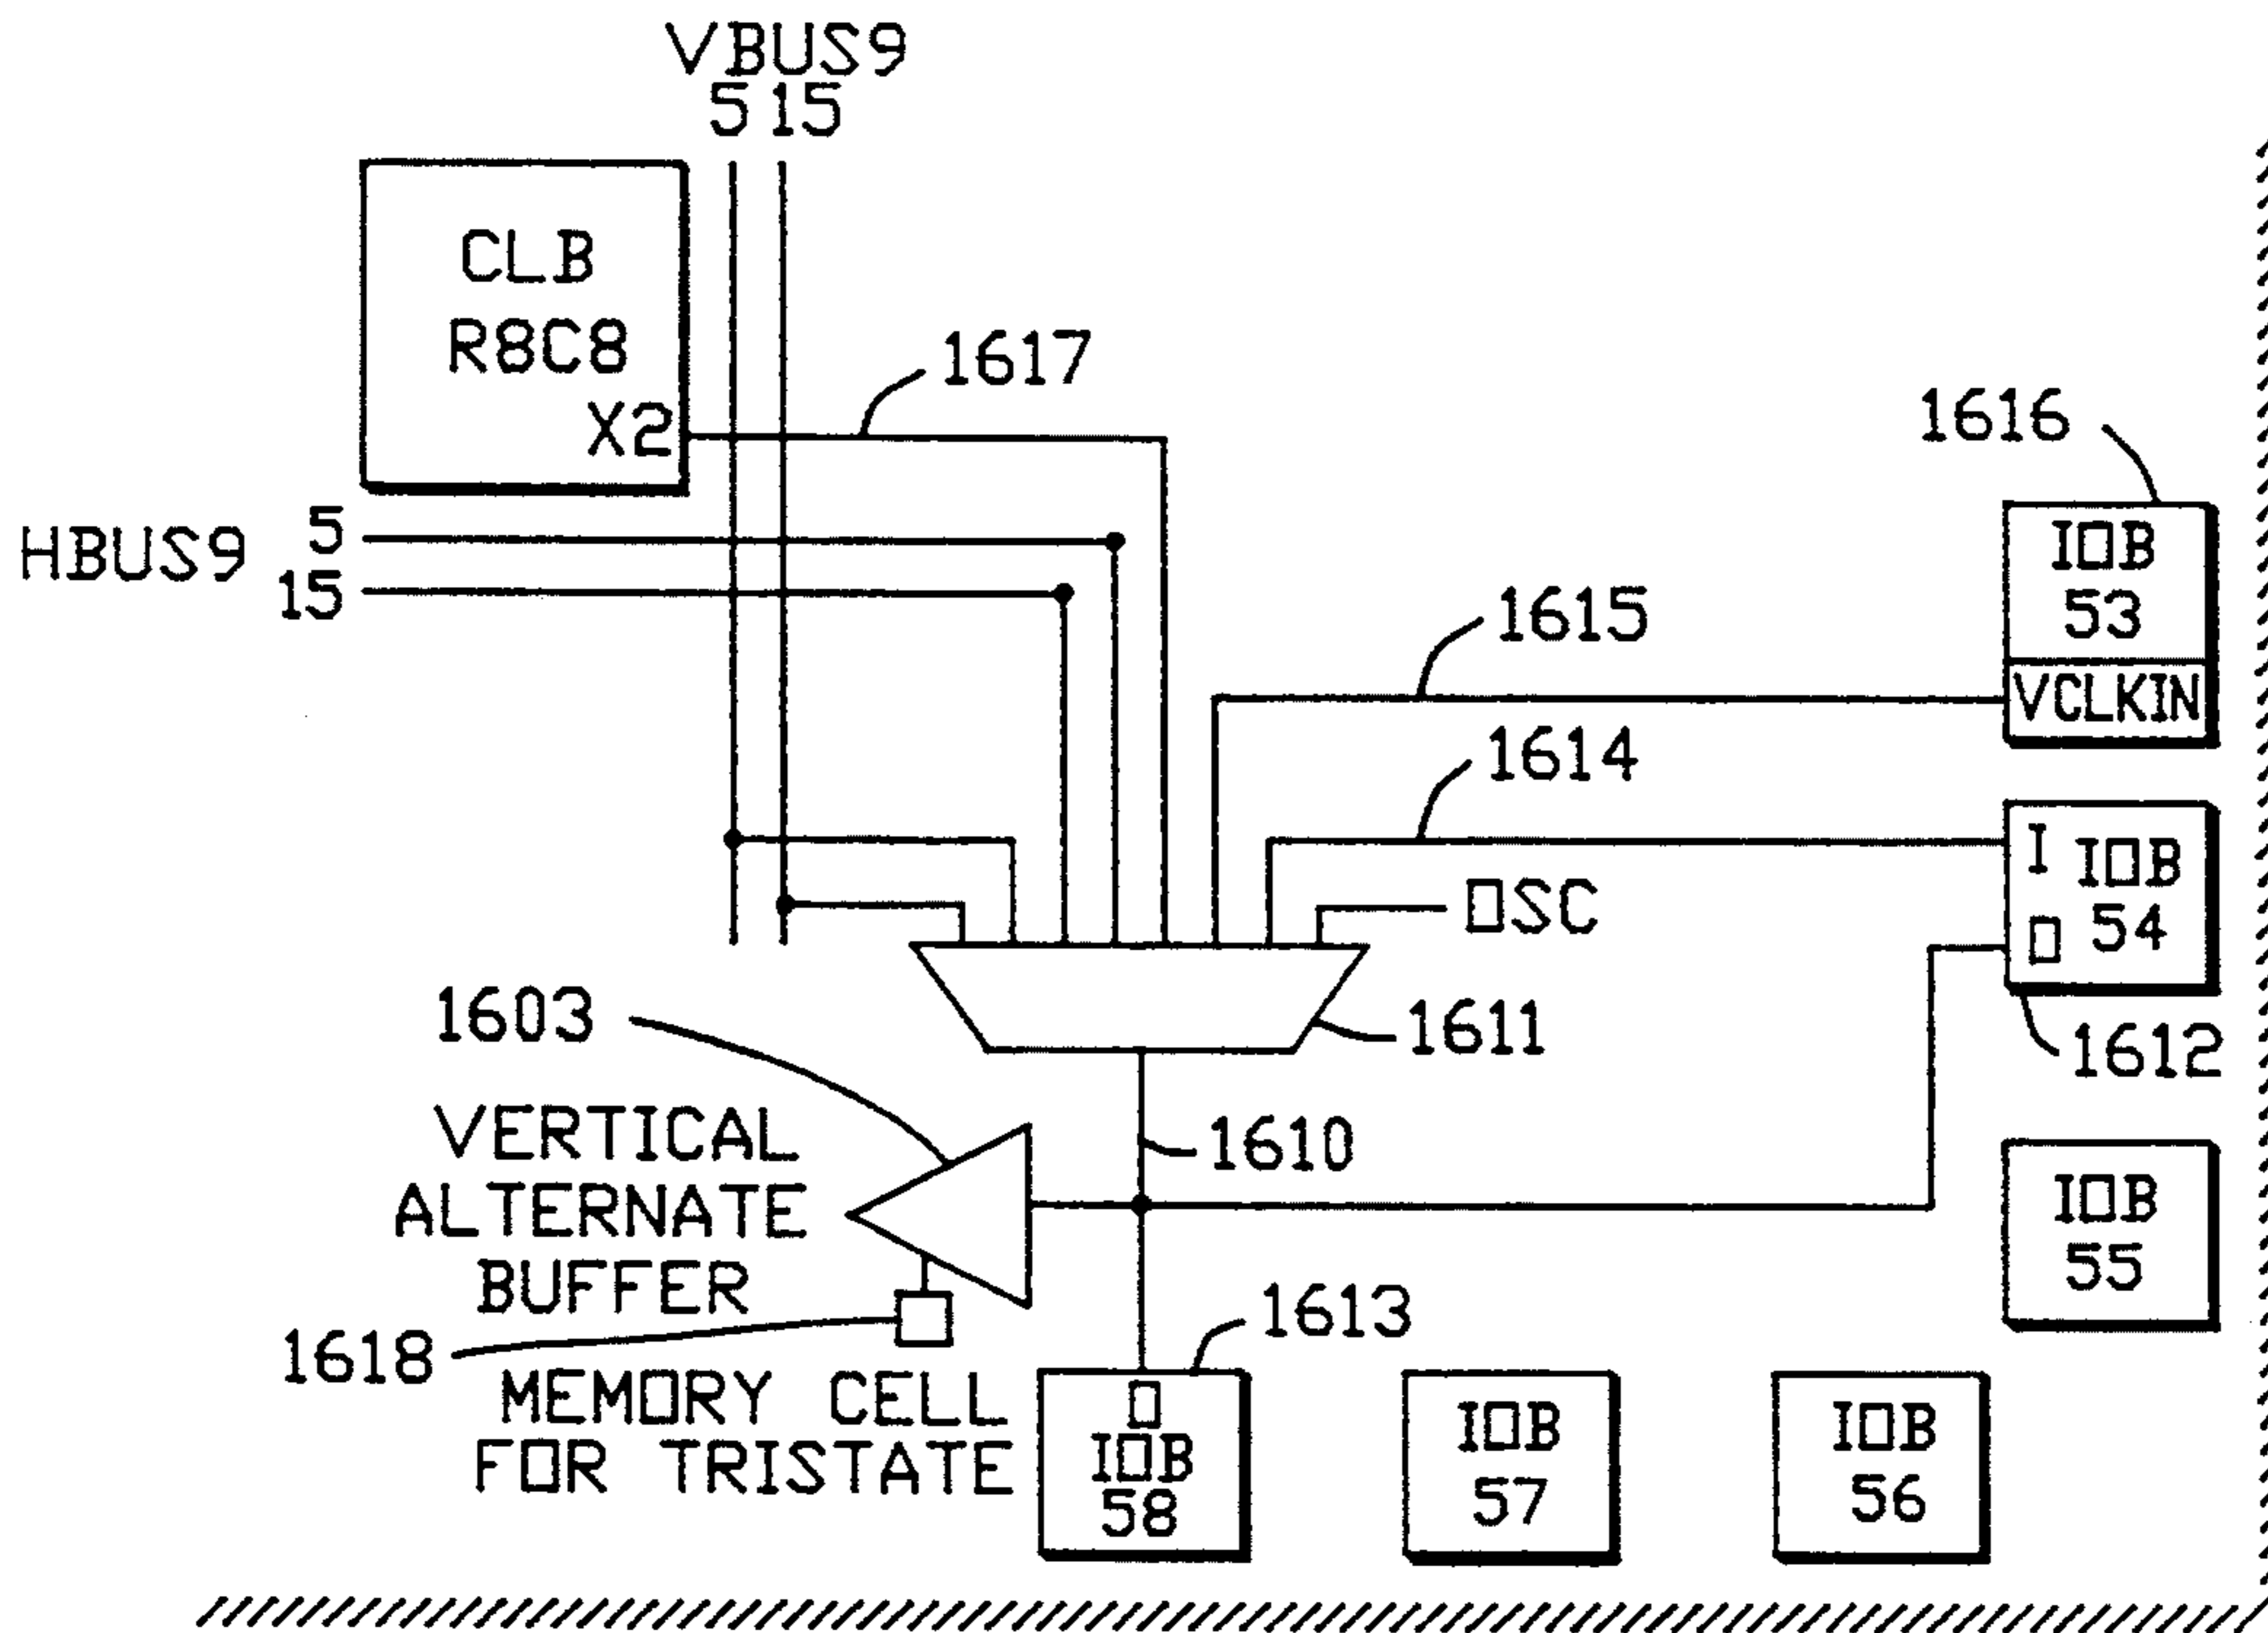 VBUS9
5 15
CLB
R8C8
X2
1617
1616
HBUS9
5
15
IOB
53
VCLKIN
1615
1614
I IOB
O 54
OSC
1603
1611
1612
VERTICAL
ALTERNATE
BUFFER
1610
IOB
55
1613
1618
MEMORY CELL
FOR TRISTATE
O
IOB
58
IOB
57
IOB
56